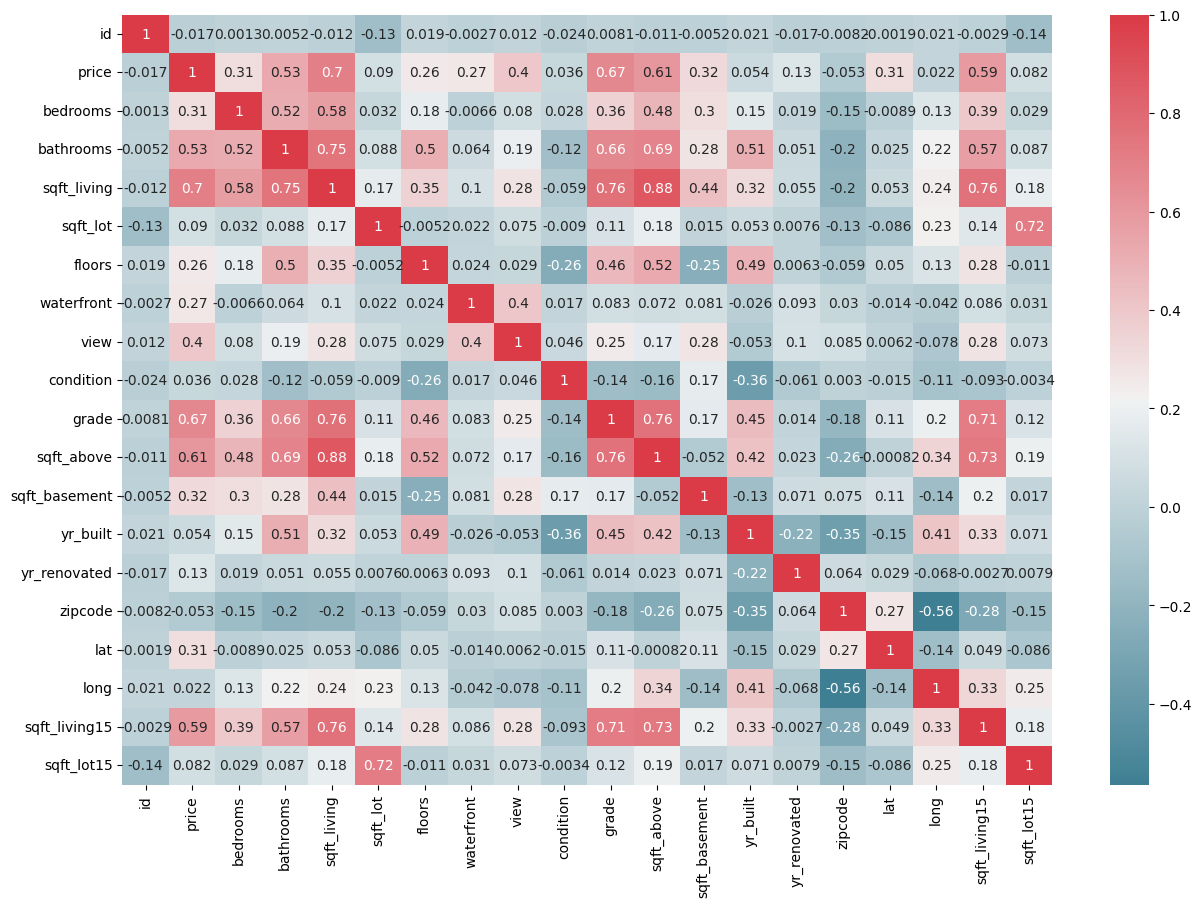 id 1 -0.017 0.0013 -0.0052 -0.012 -0.13 0.019 -0.0027 0.012 -0.024 0.0081 -0.011 -0.0052 0.021 -0.017 -0.0082 -0.0019 0.021 -0.0029 -0.14 1.0
price -0.017 1 0.31 0.53 0.7 0.09 0.26 0.27 0.4 0.036 0.67 0.61 0.32 0.054 0.13 -0.053 0.31 0.022 0.59 0.082
bedrooms 0.0013 0.31 1 0.52 0.58 0.032 0.18 -0.0066 0.08 0.028 0.36 0.48 0.3 0.15 0.019 -0.15 -0.0089 0.13 0.39 0.029 0.8
bathrooms -0.0052 0.53 0.52 1 0.75 0.088 0.5 0.064 0.19 -0.12 0.66 0.69 0.28 0.51 0.051 -0.2 0.025 0.22 0.57 0.087
sqft_living -0.012 0.7 0.58 0.75 1 0.17 0.35 0.1 0.28 -0.059 0.76 0.88 0.44 0.32 0.055 -0.2 0.053 0.24 0.76 0.18
sqft_lot -0.13 0.09 0.032 0.088 0.17 1 -0.0052 0.022 0.075 -0.009 0.11 0.18 0.015 0.053 0.0076 -0.13 -0.086 0.23 0.14 0.72 0.6
floors 0.019 0.26 0.18 0.5 0.35 -0.0052 1 0.024 0.029 -0.26 0.46 0.52 -0.25 0.49 0.0063 -0.059 0.05 0.13 0.28 -0.011
waterfront -0.0027 0.27 -0.0066 0.064 0.1 0.022 0.024 1 0.4 0.017 0.083 0.072 0.081 -0.026 0.093 0.03 -0.014 -0.042 0.086 0.031 0.4
view 0.012 0.4 0.08 0.19 0.28 0.075 0.029 0.4 1 0.046 0.25 0.17 0.28 -0.053 0.1 0.085 0.0062 -0.078 0.28 0.073
condition -0.024 0.036 0.028 -0.12 -0.059 -0.009 -0.26 0.017 0.046 1 -0.14 -0.16 0.17 -0.36 -0.061 0.003 -0.015 -0.11 -0.093 -0.0034
grade 0.0081 0.67 0.36 0.66 0.76 0.11 0.46 0.083 0.25 -0.14 1 0.76 0.17 0.45 0.014 -0.18 0.11 0.2 0.71 0.12 0.2
sqft_above -0.011 0.61 0.48 0.69 0.88 0.18 0.52 0.072 0.17 -0.16 0.76 1 -0.052 0.42 0.023 -0.26 -0.00082 0.34 0.73 0.19
sqft_basement -0.0052 0.32 0.3 0.28 0.44 0.015 -0.25 0.081 0.28 0.17 0.17 -0.052 1 -0.13 0.071 0.075 0.11 -0.14 0.2 0.017 0.0
yr_built 0.021 0.054 0.15 0.51 0.32 0.053 0.49 -0.026 -0.053 -0.36 0.45 0.42 -0.13 1 -0.22 -0.35 -0.15 0.41 0.33 0.071
yr_renovated -0.017 0.13 0.019 0.051 0.055 0.0076 0.0063 0.093 0.1 -0.061 0.014 0.023 0.071 -0.22 1 0.064 0.029 -0.068 -0.0027 0.0079
zipcode -0.0082 -0.053 -0.15 -0.2 -0.2 -0.13 -0.059 0.03 0.085 0.003 -0.18 -0.26 0.075 -0.35 0.064 1 0.27 -0.56 -0.28 -0.15 -0.2
lat -0.0019 0.31 -0.0089 0.025 0.053 -0.086 0.05 -0.014 0.0062 -0.015 0.11 -0.00082 0.11 -0.15 0.029 0.27 1 -0.14 0.049 -0.086
long 0.021 0.022 0.13 0.22 0.24 0.23 0.13 -0.042 -0.078 -0.11 0.2 0.34 -0.14 0.41 -0.068 -0.56 -0.14 1 0.33 0.25 -0.4
sqft_living15 -0.0029 0.59 0.39 0.57 0.76 0.14 0.28 0.086 0.28 -0.093 0.71 0.73 0.2 0.33 -0.0027 -0.28 0.049 0.33 1 0.18
sqft_lot15 -0.14 0.082 0.029 0.087 0.18 0.72 -0.011 0.031 0.073 -0.0034 0.12 0.19 0.017 0.071 0.0079 -0.15 -0.086 0.25 0.18 1
id price bedrooms bathrooms sqft_living sqft_lot floors waterfront view condition grade sqft_above sqft_basement yr_built yr_renovated zipcode lat long sqft_living15 sqft_lot15